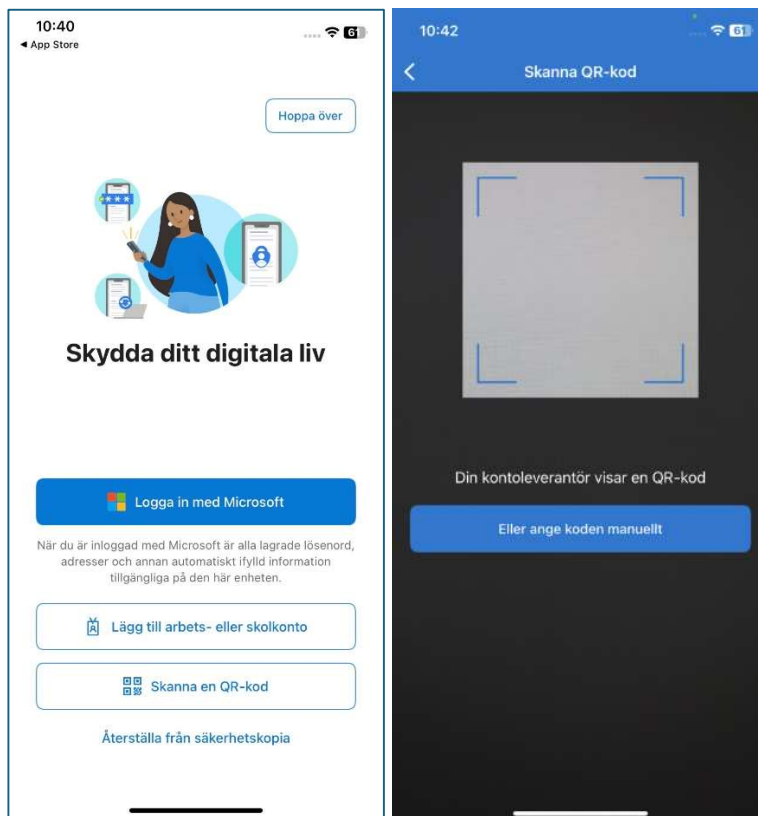 10:40
◀ App Store
61
Hoppa över
Skydda ditt digitala liv
Logga in med Microsoft
När du är inloggad med Microsoft är alla lagrade lösenord,
adresser och annan automatiskt ifylld information
tillgängliga på den här enheten.
Lägg till arbets- eller skolkonto
Skanna en QR-kod
Återställa från säkerhetskopia
10:42
61
Skanna QR-kod
Din kontoleverantör visar en QR-kod
Eller ange koden manuellt